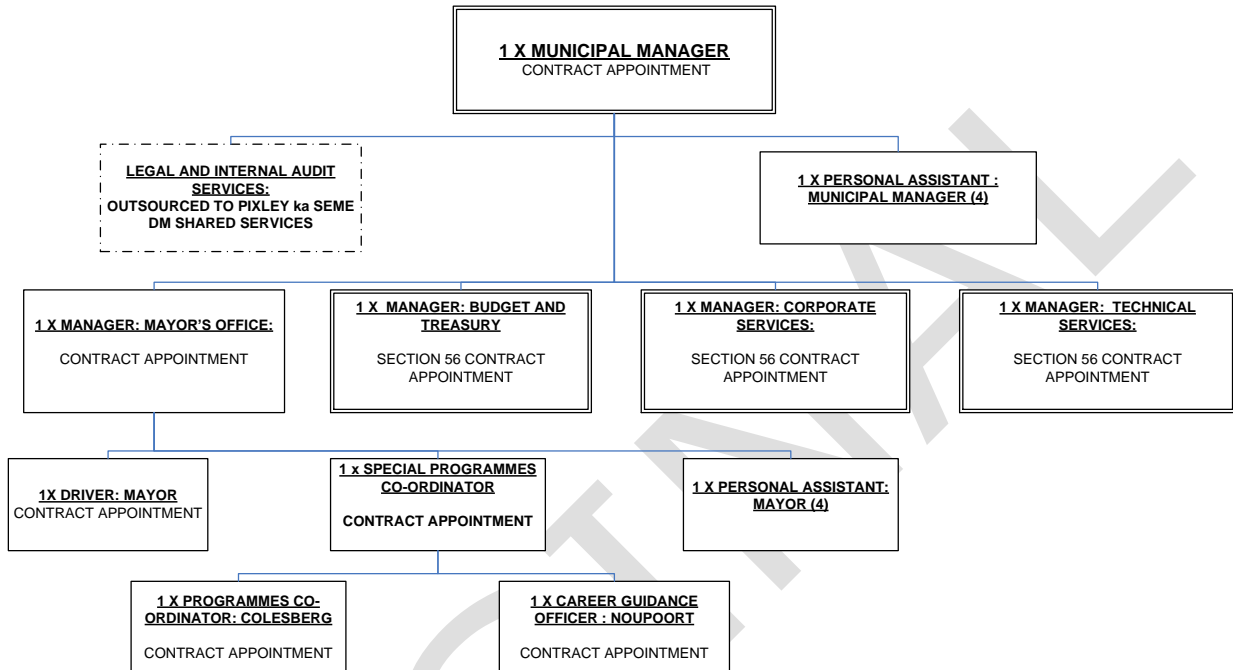 1 X MUNICIPAL MANAGER
CONTRACT APPOINTMENT
LEGAL AND INTERNAL AUDIT
SERVICES:
OUTSOURCED TO PIXLEY ka SEME
DM SHARED SERVICES
1 X PERSONAL ASSISTANT :
MUNICIPAL MANAGER (4)
1 X MANAGER: MAYOR'S OFFICE:
CONTRACT APPOINTMENT
1 X MANAGER: BUDGET AND
TREASURY
SECTION 56 CONTRACT
APPOINTMENT
1 X MANAGER: CORPORATE
SERVICES:
SECTION 56 CONTRACT
APPOINTMENT
1 X MANAGER: TECHNICAL
SERVICES:
SECTION 56 CONTRACT
APPOINTMENT
1X DRIVER: MAYOR
CONTRACT APPOINTMENT
1 x SPECIAL PROGRAMMES
CO-ORDINATOR
CONTRACT APPOINTMENT
1 X PERSONAL ASSISTANT:
MAYOR (4)
1 X PROGRAMMES CO-
ORDINATOR: COLESBERG
CONTRACT APPOINTMENT
1 X CAREER GUIDANCE
OFFICER : NOUPOORT
CONTRACT APPOINTMENT